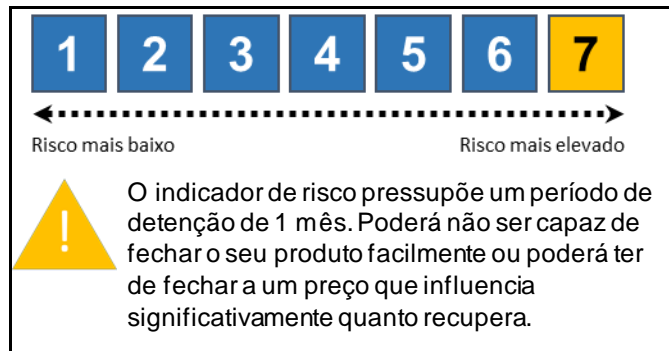 1 2 3 4 5 6 7
Risco mais baixo Risco mais elevado
!
O indicador de risco pressupõe um período de
detenção de 1 mês. Poderá não ser capaz de
fechar o seu produto facilmente ou poderá ter
de fechar a um preço que influencia
significativamente quanto recupera.